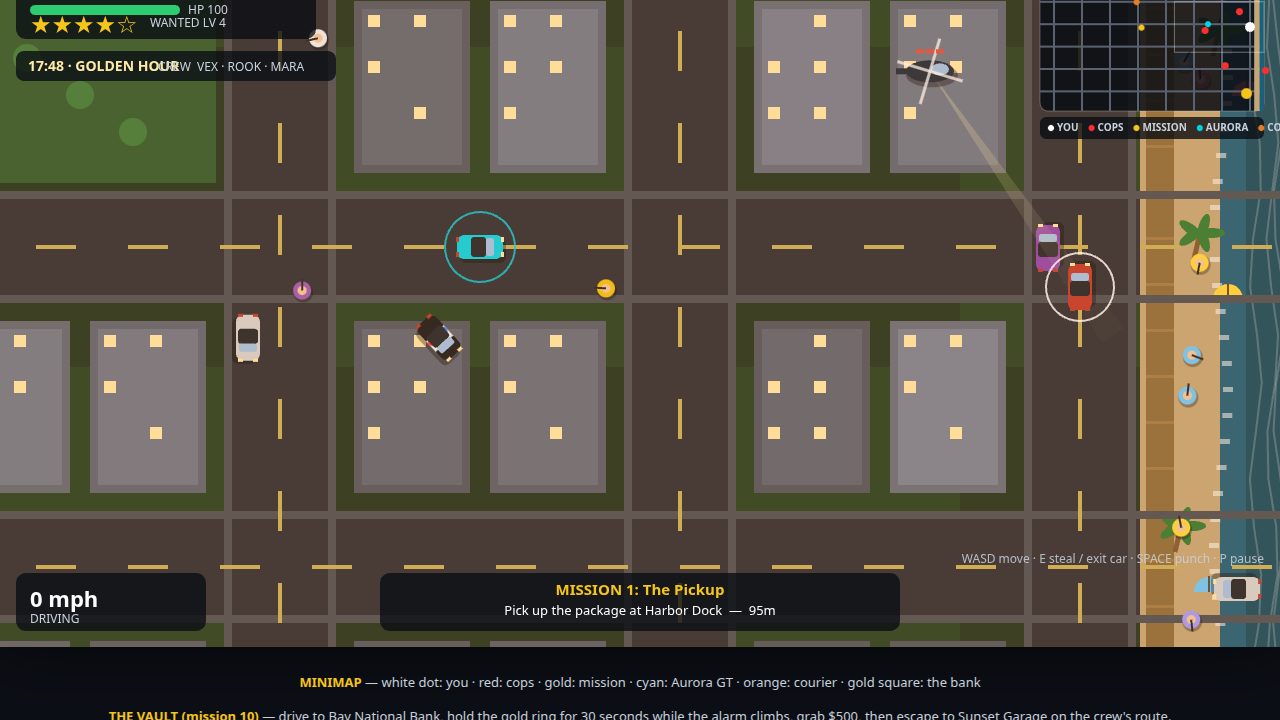 HP 100
★★★★☆ WANTED LV 4
17:48 · GOLDEN HOUR
CREW VEX · ROOK · MARA
YOU COPS MISSION AURORA CO
WASD move · E steal / exit car · SPACE punch · P pause
0 mph
DRIVING
MISSION 1: The Pickup
Pick up the package at Harbor Dock — 95m
MINIMAP — white dot: you · red: cops · gold: mission · cyan: Aurora GT · orange: courier · gold square: the bank
THE VAULT (mission 10) — drive to Bay National Bank, hold the gold ring for 30 seconds while the alarm climbs, grab $500, then escape to Sunset Garage on the crew's route.